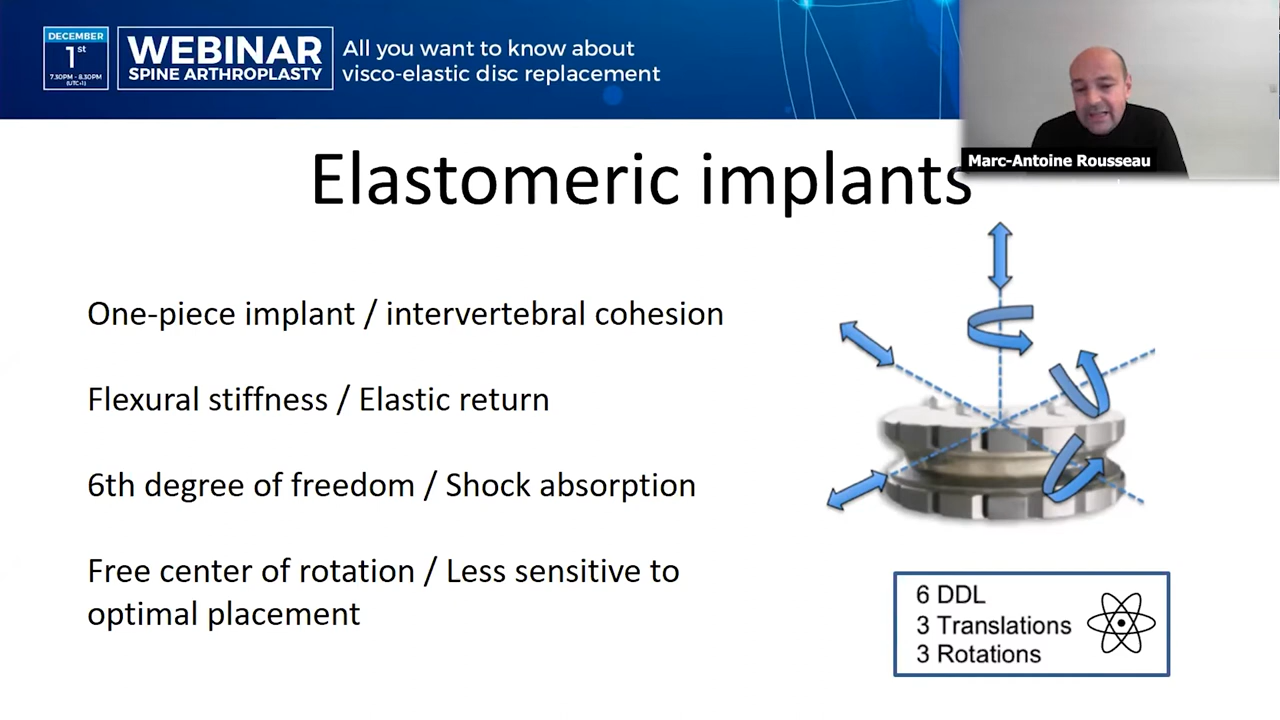 DECEMBER
1st
7.30PM - 8.30PM
(UTC+1)
WEBINAR
SPINE ARTHROPLASTY
All you want to know about
visco-elastic disc replacement
Marc-Antoine Rousseau
Elastomeric implants
One-piece implant / intervertebral cohesion
Flexural stiffness / Elastic return
6th degree of freedom / Shock absorption
Free center of rotation / Less sensitive to
optimal placement
6 DDL
3 Translations
3 Rotations